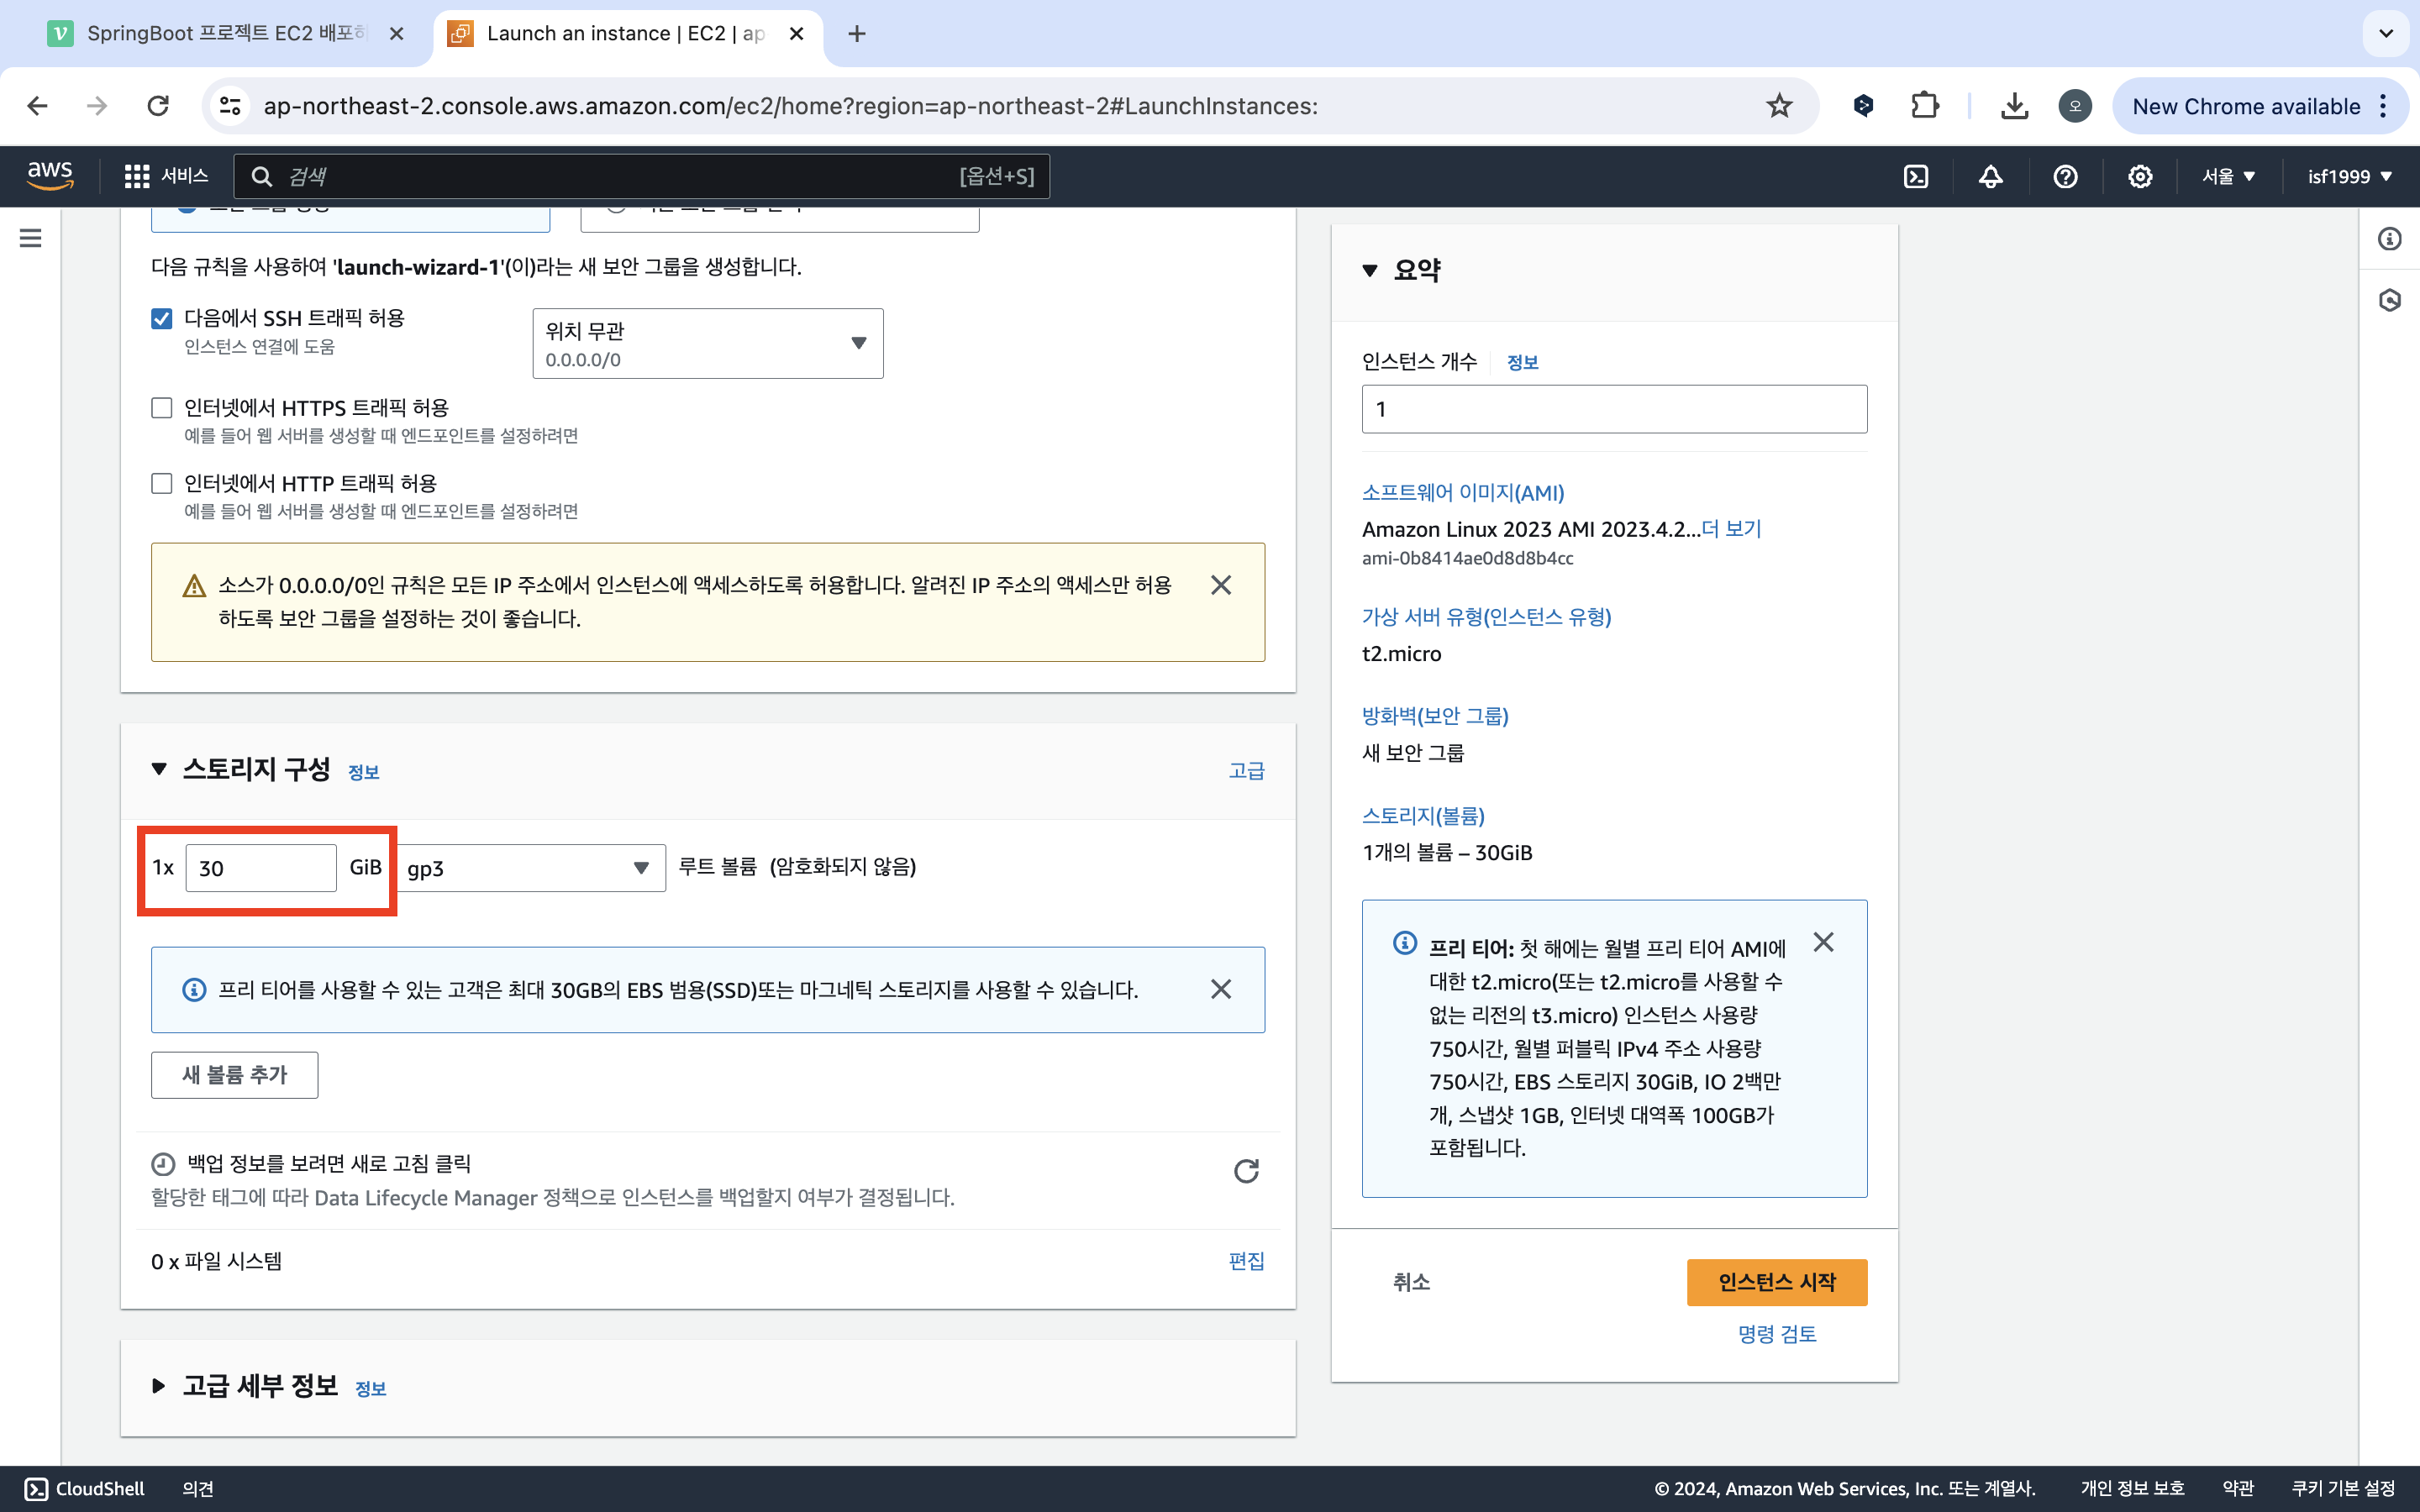 SpringBoot 프로젝트 EC2 배포
Launch an instance | EC2 | ap
ap-northeast-2.console.aws.amazon.com/ec2/home?region=ap-northeast-2#LaunchInstances:
오
New Chrome available
aws
서비스
검색
[옵션+S]
서울
isf1999
다음 규칙을 사용하여 'launch-wizard-1'(이)라는 새 보안 그룹을 생성합니다.
다음에서 SSH 트래픽 허용
인스턴스 연결에 도움
위치 무관
0.0.0.0/0
인터넷에서 HTTPS 트래픽 허용
예를 들어 웹 서버를 생성할 때 엔드포인트를 설정하려면
인터넷에서 HTTP 트래픽 허용
예를 들어 웹 서버를 생성할 때 엔드포인트를 설정하려면
소스가 0.0.0.0/0인 규칙은 모든 IP 주소에서 인스턴스에 액세스하도록 허용합니다. 알려진 IP 주소의 액세스만 허용
하도록 보안 그룹을 설정하는 것이 좋습니다.
스토리지 구성 정보
고급
1x 30 GiB gp3 루트 볼륨 (암호화되지 않음)
프리 티어를 사용할 수 있는 고객은 최대 30GB의 EBS 범용(SSD)또는 마그네틱 스토리지를 사용할 수 있습니다.
새 볼륨 추가
백업 정보를 보려면 새로 고침 클릭
할당한 태그에 따라 Data Lifecycle Manager 정책으로 인스턴스를 백업할지 여부가 결정됩니다.
0 x 파일 시스템
편집
고급 세부 정보 정보
요약
인스턴스 개수 정보
1
소프트웨어 이미지(AMI)
Amazon Linux 2023 AMI 2023.4.2...더 보기
ami-0b8414ae0d8d8b4cc
가상 서버 유형(인스턴스 유형)
t2.micro
방화벽(보안 그룹)
새 보안 그룹
스토리지(볼륨)
1개의 볼륨 – 30GiB
프리 티어: 첫 해에는 월별 프리 티어 AMI에
대한 t2.micro(또는 t2.micro를 사용할 수
없는 리전의 t3.micro) 인스턴스 사용량
750시간, 월별 퍼블릭 IPv4 주소 사용량
750시간, EBS 스토리지 30GiB, IO 2백만
개, 스냅샷 1GB, 인터넷 대역폭 100GB가
포함됩니다.
취소
인스턴스 시작
명령 검토
CloudShell
의견
© 2024, Amazon Web Services, Inc. 또는 계열사.
개인 정보 보호
약관
쿠키 기본 설정